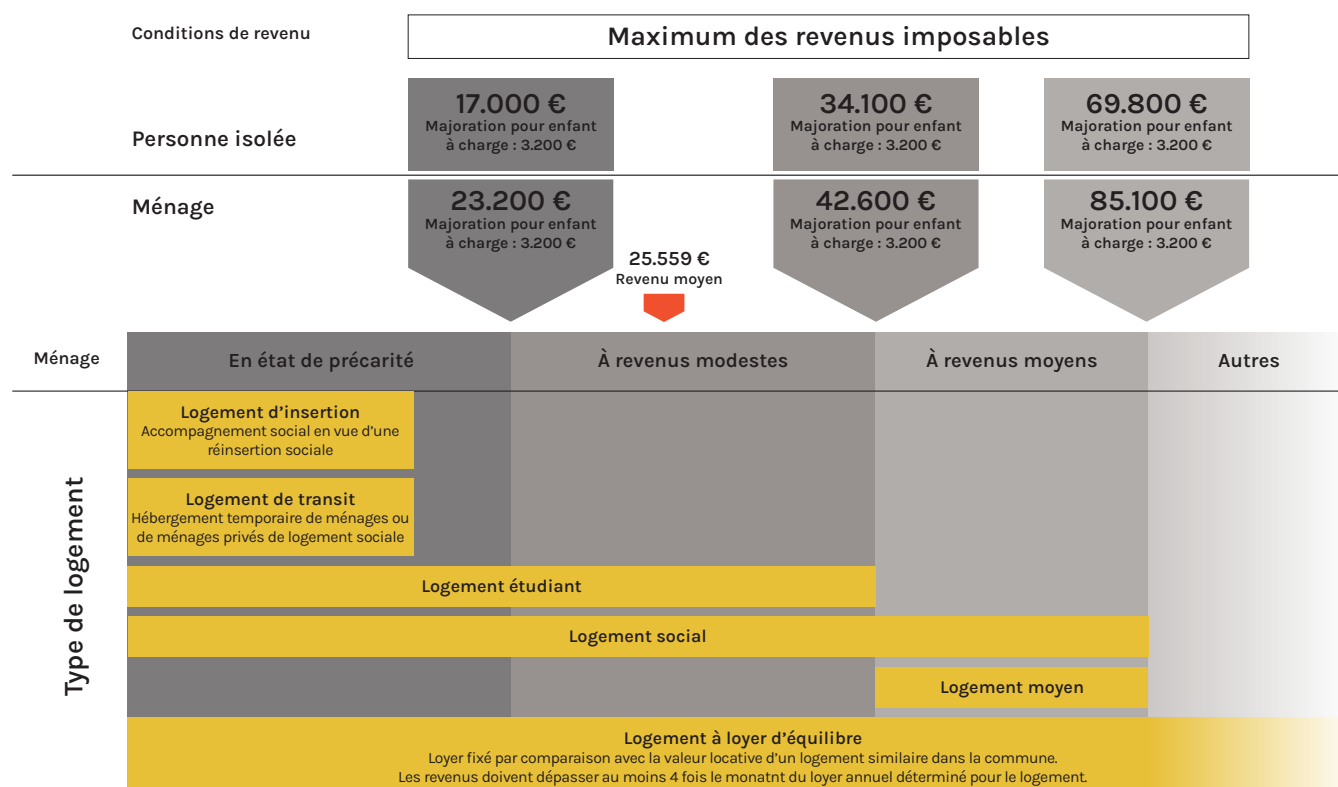 Conditions de revenu
Maximum des revenus imposables
Personne isolée
17.000 €
Majoration pour enfant
à charge : 3.200 €
34.100 €
Majoration pour enfant
à charge : 3.200 €
69.800 €
Majoration pour enfant
à charge : 3.200 €
Ménage
23.200 €
Majoration pour enfant
à charge : 3.200 €
25.559 €
Revenu moyen
42.600 €
Majoration pour enfant
à charge : 3.200 €
85.100 €
Majoration pour enfant
à charge : 3.200 €
Ménage
En état de précarité
À revenus modestes
À revenus moyens
Autres
Type de logement
Logement d’insertion
Accompagnement social en vue d’une
réinsertion sociale
Logement de transit
Hébergement temporaire de ménages ou
de ménages privés de logement sociale
Logement étudiant
Logement social
Logement moyen
Logement à loyer d’équilibre
Loyer fixé par comparaison avec la valeur locative d’un logement similaire dans la commune.
Les revenus doivent dépasser au moins 4 fois le monatnt du loyer annuel déterminé pour le logement.